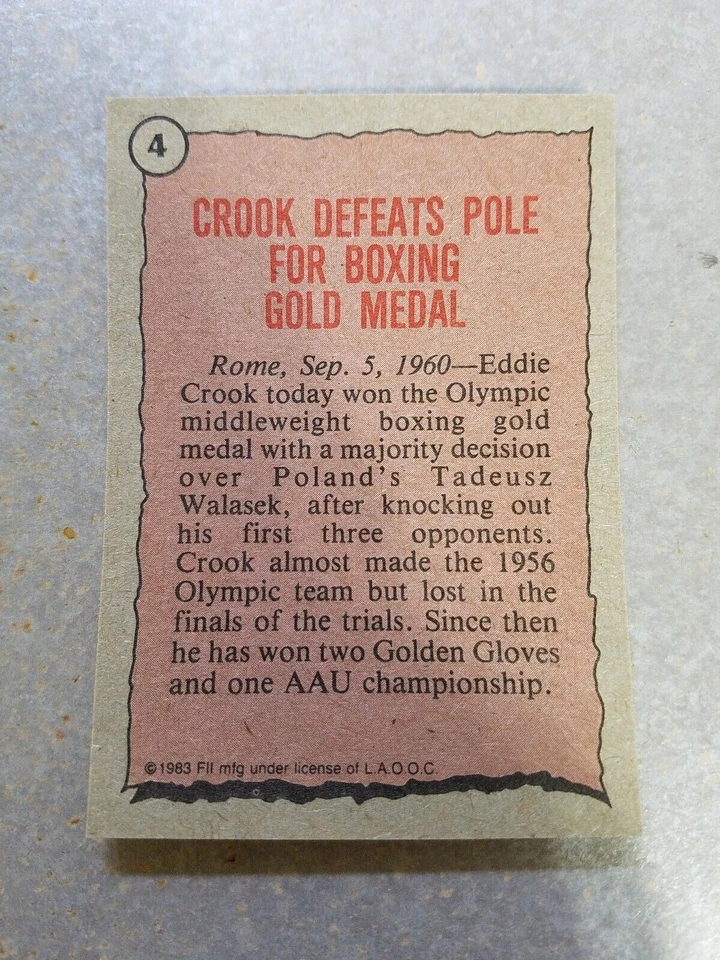 4
CROOK DEFEATS POLE
FOR BOXING
GOLD MEDAL
Rome, Sep. 5, 1960—Eddie
Crook today won the Olympic
middleweight boxing gold
medal with a majority decision
over Poland's Tadeusz
Walasek, after knocking out
his first three opponents.
Crook almost made the 1956
Olympic team but lost in the
finals of the trials. Since then
he has won two Golden Gloves
and one AAU championship.
©1983 FII mfg under license of L.A.O.O.C.